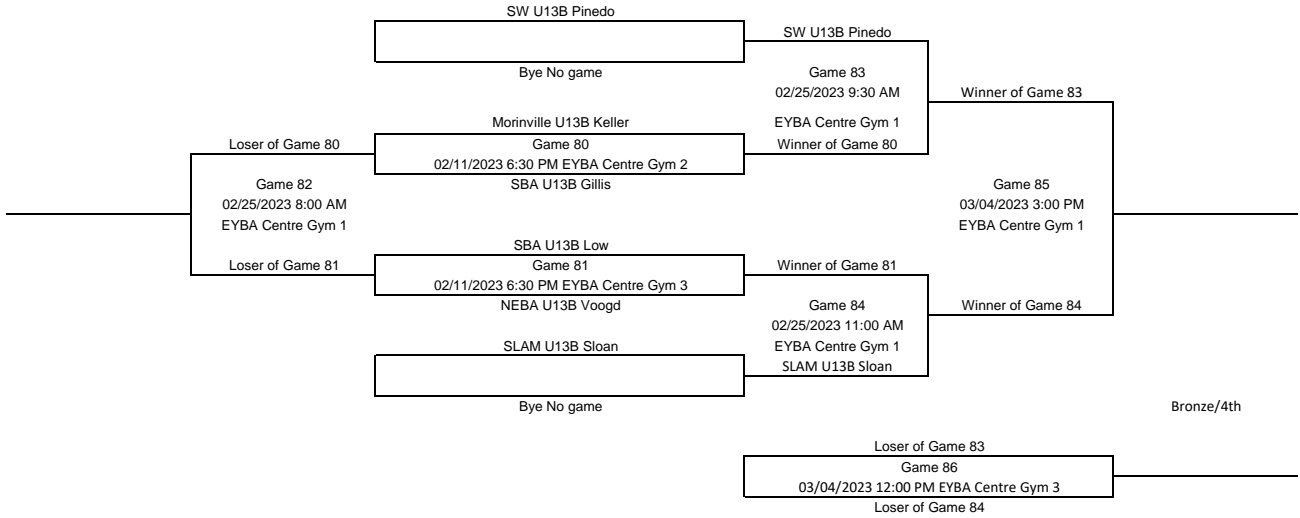 SW U13B Pinedo
SW U13B Pinedo
Bye No game
Game 83
02/25/2023 9:30 AM
Winner of Game 83
Morinville U13B Keller
EYBA Centre Gym 1
Loser of Game 80
Game 80
Winner of Game 80
02/11/2023 6:30 PM EYBA Centre Gym 2
Game 82
SBA U13B Gillis
Game 85
02/25/2023 8:00 AM
03/04/2023 3:00 PM
EYBA Centre Gym 1
EYBA Centre Gym 1
SBA U13B Low
Loser of Game 81
Game 81
Winner of Game 81
02/11/2023 6:30 PM EYBA Centre Gym 3
NEBA U13B Voogd
Game 84
Winner of Game 84
02/25/2023 11:00 AM
SLAM U13B Sloan
EYBA Centre Gym 1
SLAM U13B Sloan
Bye No game
Bronze/4th
Loser of Game 83
Game 86
03/04/2023 12:00 PM EYBA Centre Gym 3
Loser of Game 84